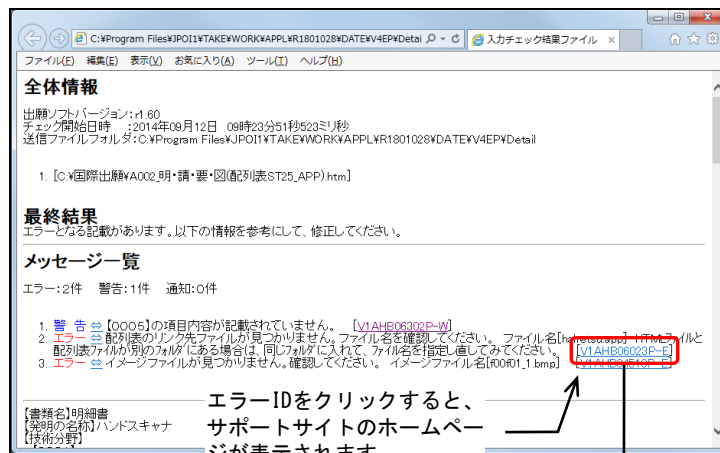 C:¥Program Files¥JPOI1¥TAKE¥WORK¥APPL¥R1801028¥DATE¥V4EP¥Detai
入力チェック結果ファイル ×
ファイル(F) 編集(E) 表示(V) お気に入り(A) ツール(T) ヘルプ(H)
全体情報
出願ソフトバージョン:r1.60
チェック開始日時 :2014年09月12日 09時23分51秒523ミリ秒
送信ファイルフォルダ:C:¥Program Files¥JPOI1¥TAKE¥WORK¥APPL¥R1801028¥DATE¥V4EP¥Detail
1. [C:¥国際出願¥A002_明・請・要・図(配列表ST25_APP).htm]
最終結果
エラーとなる記載があります。以下の情報を参考にして、修正してください。
メッセージ一覧
エラー:2件 警告:1件 通知:0件
1. 警 告 ⇔ 【0005】の項目内容が記載されていません。 [V1AHB06302P-W]
2. エラー ⇔ 配列表のリンク先ファイルが見つかりません。ファイル名を確認してください。 ファイル名[hairetsu.app] HTMLファイルと
配列表ファイルが別のフォルダにある場合は、同じフォルダに入れて、ファイル名を指定し直してみてください。 [V1AHB06023P-E]
3. エラー ⇔ イメージファイルが見つかりません。確認してください。 イメージファイル名[f00f01_1.bmp] [V1AHB04510P-E]
【書類名】明細書
【発明の名称】ハンドスキャナ
【技術分野】
エラーIDをクリックすると、
サポートサイトのホームペー
ジが表示されます